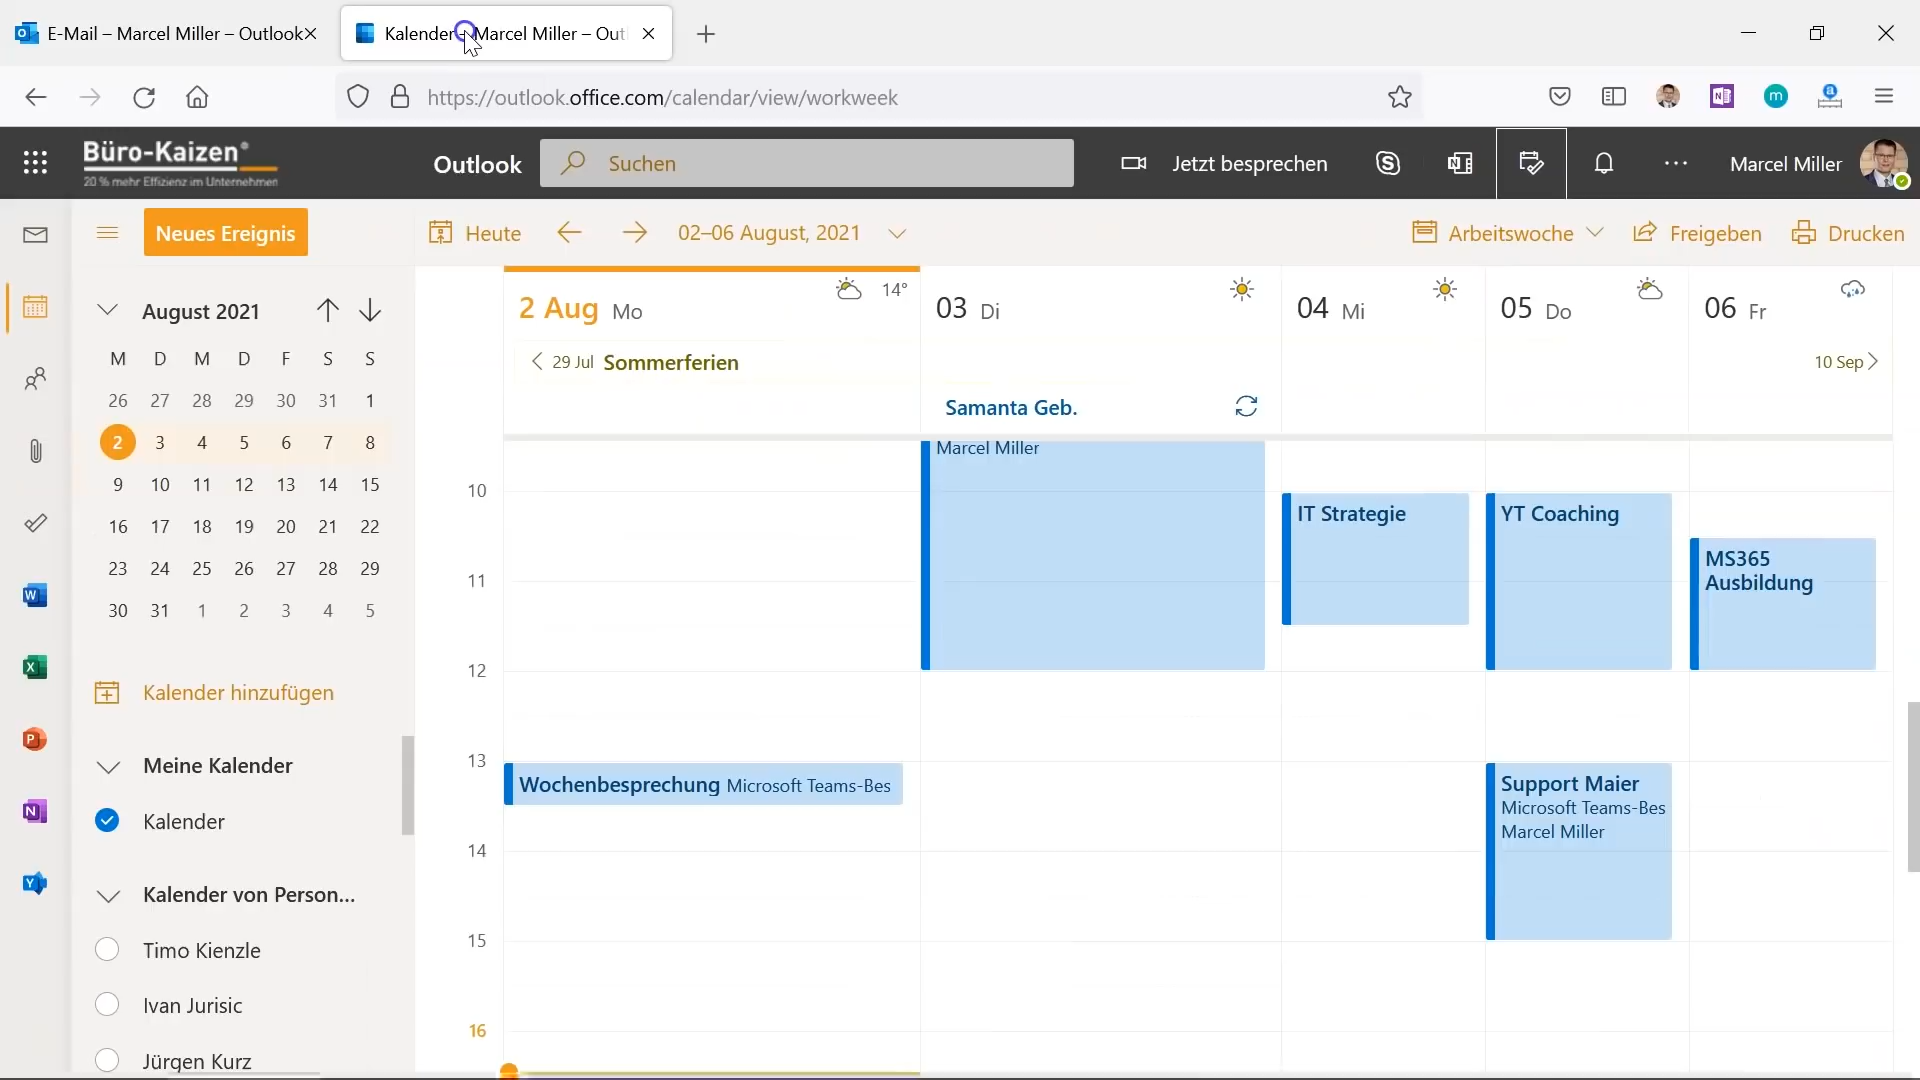 E-Mail – Marcel Miller – Outlook
Kalender – Marcel Miller – Out
https://outlook.office.com/calendar/view/workweek
Büro-Kaizen®
20 % mehr Effizienz im Unternehmen
Outlook
Suchen
Jetzt besprechen
Marcel Miller
Neues Ereignis
Heute
02–06 August, 2021
Arbeitswoche
Freigeben
Drucken
August 2021
M D M D F S S
26 27 28 29 30 31 1
2 3 4 5 6 7 8
9 10 11 12 13 14 15
16 17 18 19 20 21 22
23 24 25 26 27 28 29
30 31 1 2 3 4 5
Kalender hinzufügen
Meine Kalender
Kalender
Kalender von Person...
Timo Kienzle
Ivan Jurisic
Jürgen Kurz
2 Aug Mo 14°
03 Di
04 Mi
05 Do
06 Fr
29 Jul Sommerferien
10 Sep
Samanta Geb.
Marcel Miller
10
11
12
13
14
15
16
IT Strategie
YT Coaching
MS365
Ausbildung
Wochenbesprechung Microsoft Teams-Bes
Support Maier
Microsoft Teams-Bes
Marcel Miller